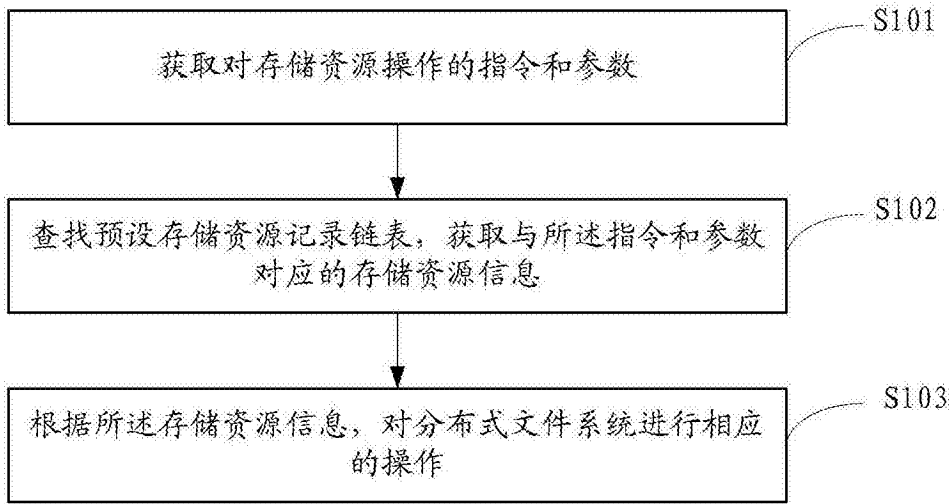 获取对存储资源操作的指令和参数
S101
查找预设存储资源记录链表，获取与所述指令和参数
对应的存储资源信息
S102
根据所述存储资源信息，对分布式文件系统进行相应
的操作
S103